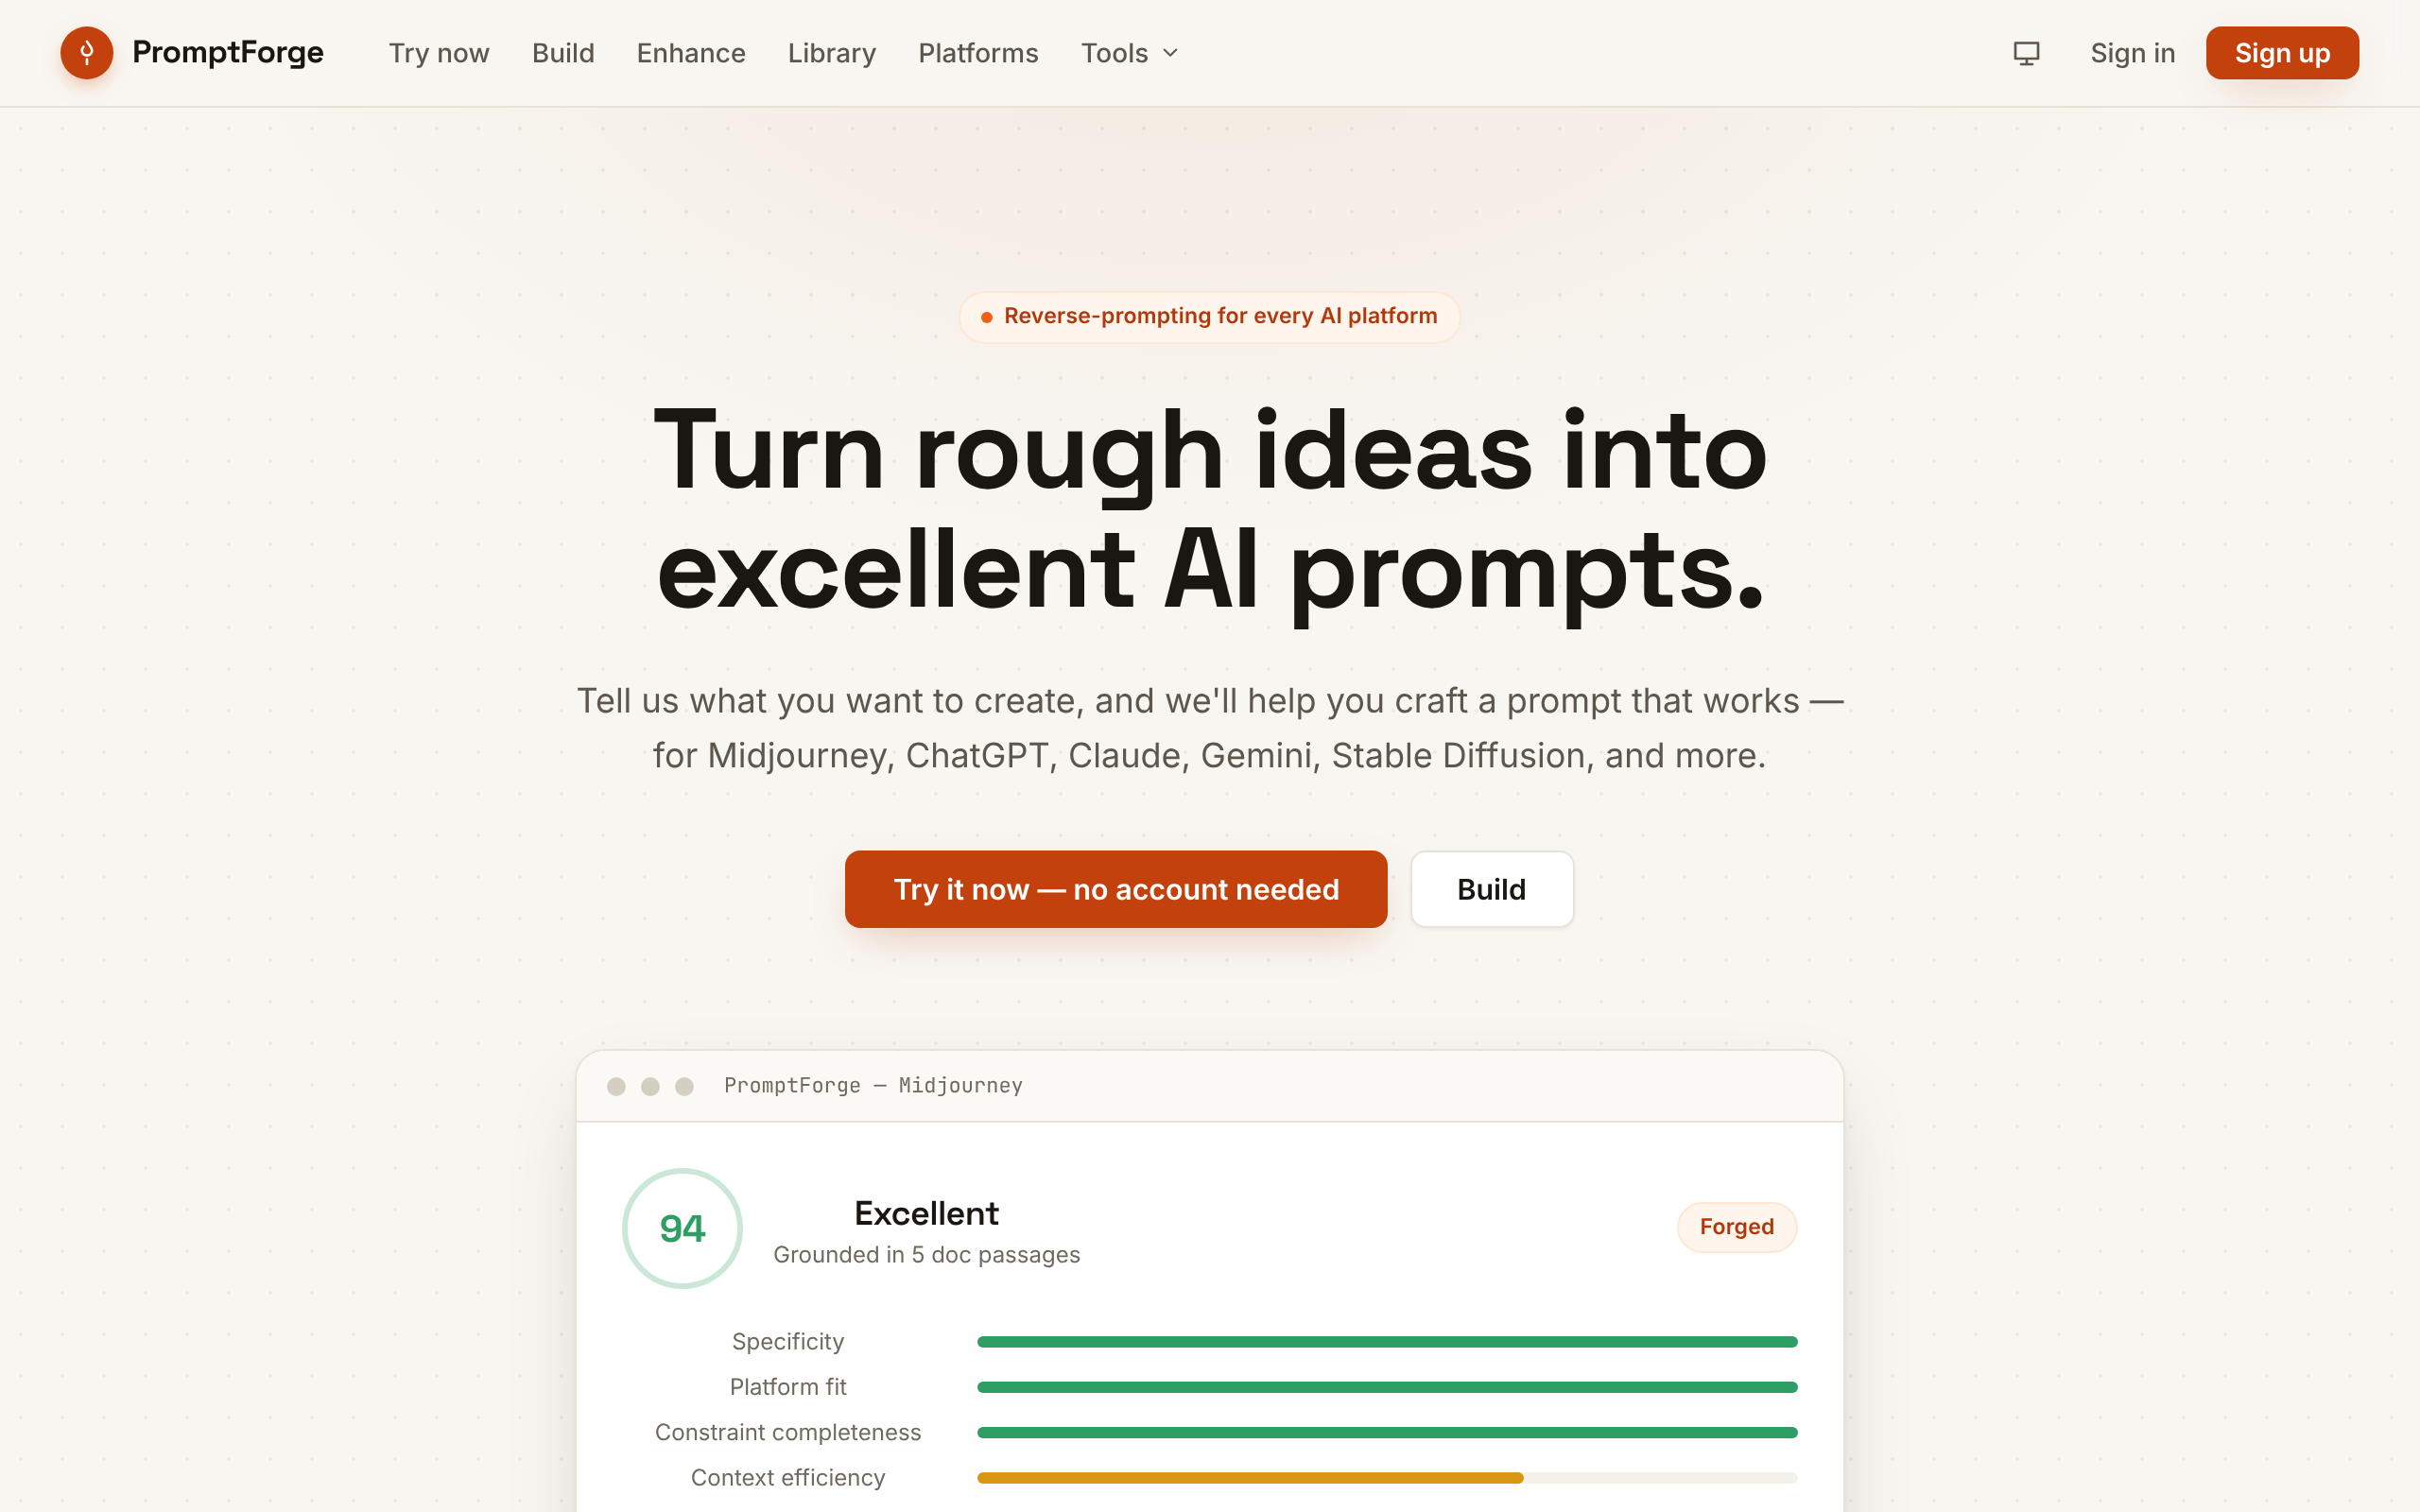 PromptForge
Try now
Build
Enhance
Library
Platforms
Tools
Sign in
Sign up
Reverse-prompting for every AI platform
Turn rough ideas into
excellent AI prompts.
Tell us what you want to create, and we'll help you craft a prompt that works —
for Midjourney, ChatGPT, Claude, Gemini, Stable Diffusion, and more.
Try it now — no account needed
Build
PromptForge — Midjourney
94
Excellent
Grounded in 5 doc passages
Forged
Specificity
Platform fit
Constraint completeness
Context efficiency